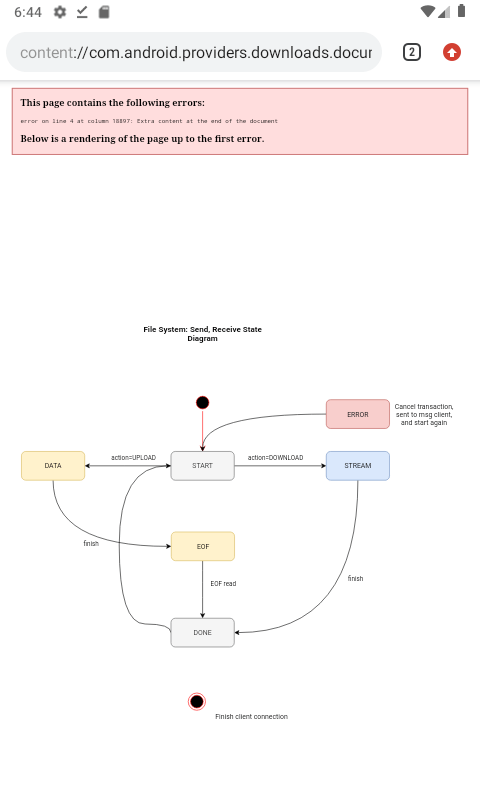 6:44
content://com.android.providers.downloads.docur
2
This page contains the following errors:
error on line 4 at column 18897: Extra content at the end of the document
Below is a rendering of the page up to the first error.
File System: Send, Receive State
Diagram
ERROR
Cancel transaction,
sent to msg client,
and start again
DATA
action=UPLOAD
START
action=DOWNLOAD
STREAM
finish
EOF
EOF read
finish
DONE
Finish client connection